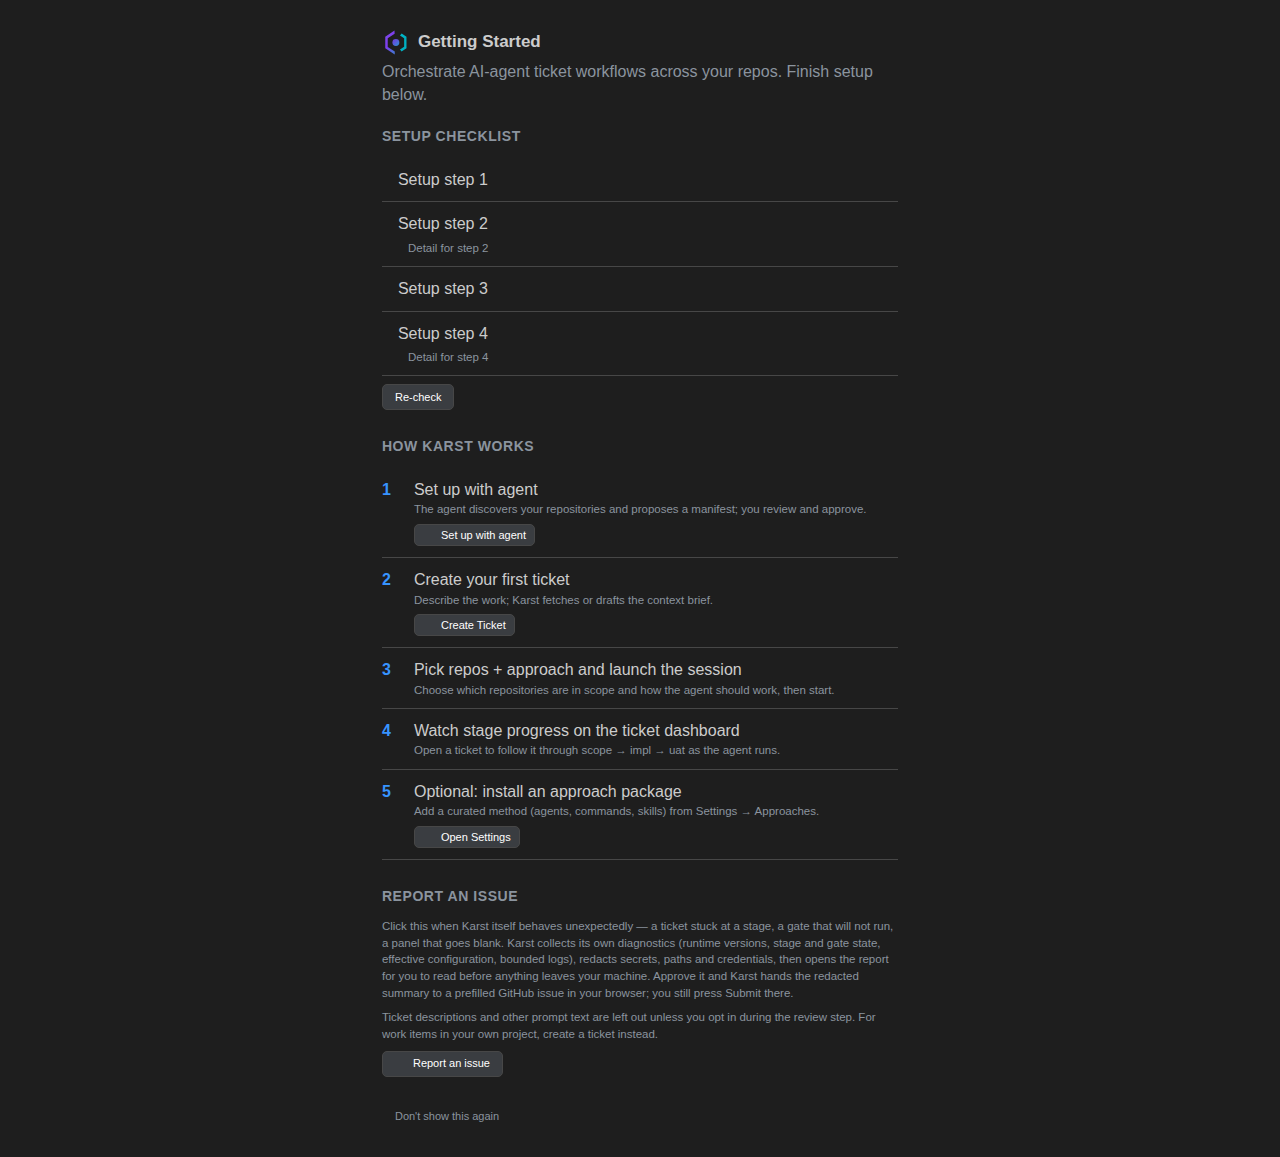 Getting Started
Orchestrate AI-agent ticket workflows across your repos. Finish setup
below.
SETUP CHECKLIST
Setup step 1
Setup step 2
Detail for step 2
Setup step 3
Setup step 4
Detail for step 4
Re-check
HOW KARST WORKS
1 Set up with agent
The agent discovers your repositories and proposes a manifest; you review and approve.
Set up with agent
2 Create your first ticket
Describe the work; Karst fetches or drafts the context brief.
Create Ticket
3 Pick repos + approach and launch the session
Choose which repositories are in scope and how the agent should work, then start.
4 Watch stage progress on the ticket dashboard
Open a ticket to follow it through scope → impl → uat as the agent runs.
5 Optional: install an approach package
Add a curated method (agents, commands, skills) from Settings → Approaches.
Open Settings
REPORT AN ISSUE
Click this when Karst itself behaves unexpectedly — a ticket stuck at a stage, a gate that will not run,
a panel that goes blank. Karst collects its own diagnostics (runtime versions, stage and gate state,
effective configuration, bounded logs), redacts secrets, paths and credentials, then opens the report
for you to read before anything leaves your machine. Approve it and Karst hands the redacted
summary to a prefilled GitHub issue in your browser; you still press Submit there.
Ticket descriptions and other prompt text are left out unless you opt in during the review step. For
work items in your own project, create a ticket instead.
Report an issue
Don't show this again